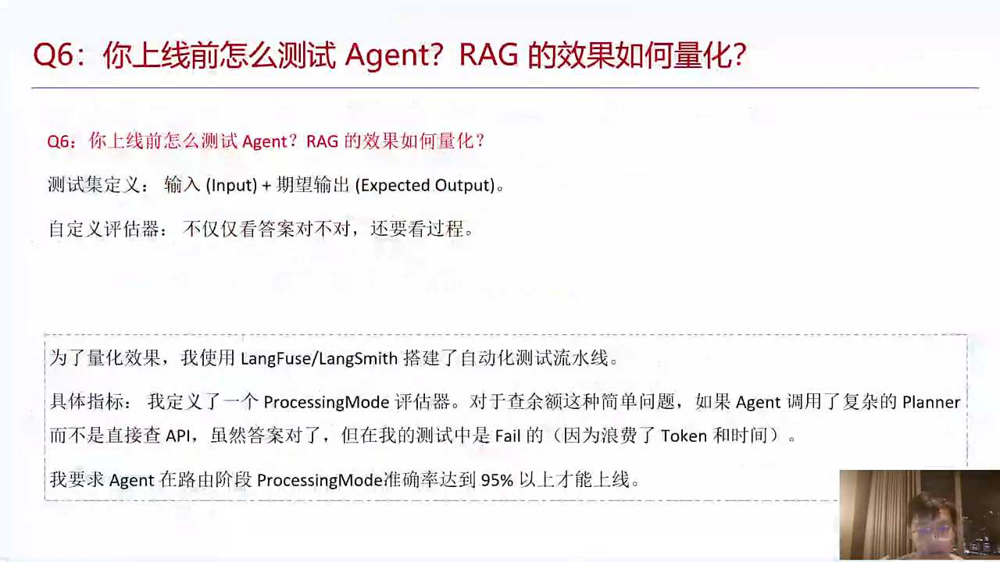 Q6：你上线前怎么测试 Agent？RAG 的效果如何量化？
Q6：你上线前怎么测试 Agent？RAG 的效果如何量化？
测试集定义： 输入 (Input) + 期望输出 (Expected Output)。
自定义评估器： 不仅仅看答案对不对，还要看过程。
为了量化效果，我使用 LangFuse/LangSmith 搭建了自动化测试流水线。
具体指标： 我定义了一个 ProcessingMode 评估器。对于查余额这种简单问题，如果 Agent 调用了复杂的 Planner
而不是直接查 API，虽然答案对了，但在我的测试中是 Fail 的（因为浪费了 Token 和时间）。
我要求 Agent 在路由阶段 ProcessingMode准确率达到 95% 以上才能上线。